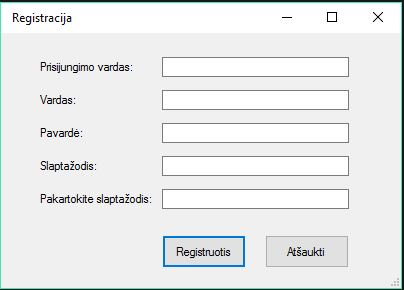 Registracija
Prisijungimo vardas:
Vardas:
Pavardė:
Slaptažodis:
Pakartokite slaptažodis:
Registruotis
Atšaukti